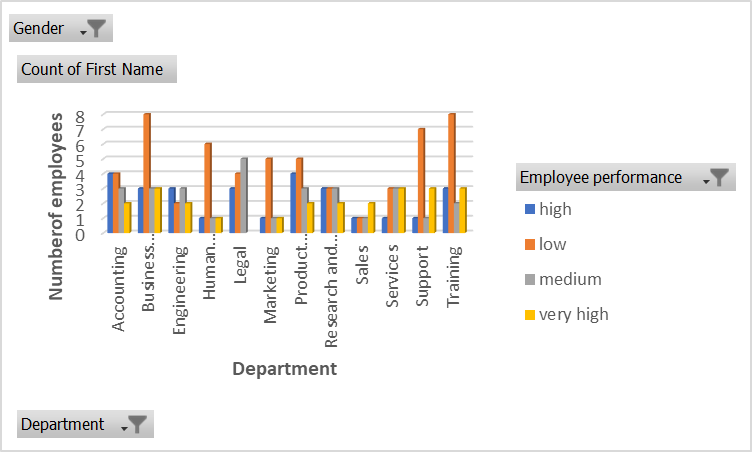 Gender
Count of First Name
Numberof employees
8
7
6
5
4
3
2
1
0
Accounting
Business…
Engineering
Human…
Legal
Marketing
Product…
Research and…
Sales
Services
Support
Training
Department
Employee performance
high
low
medium
very high
Department